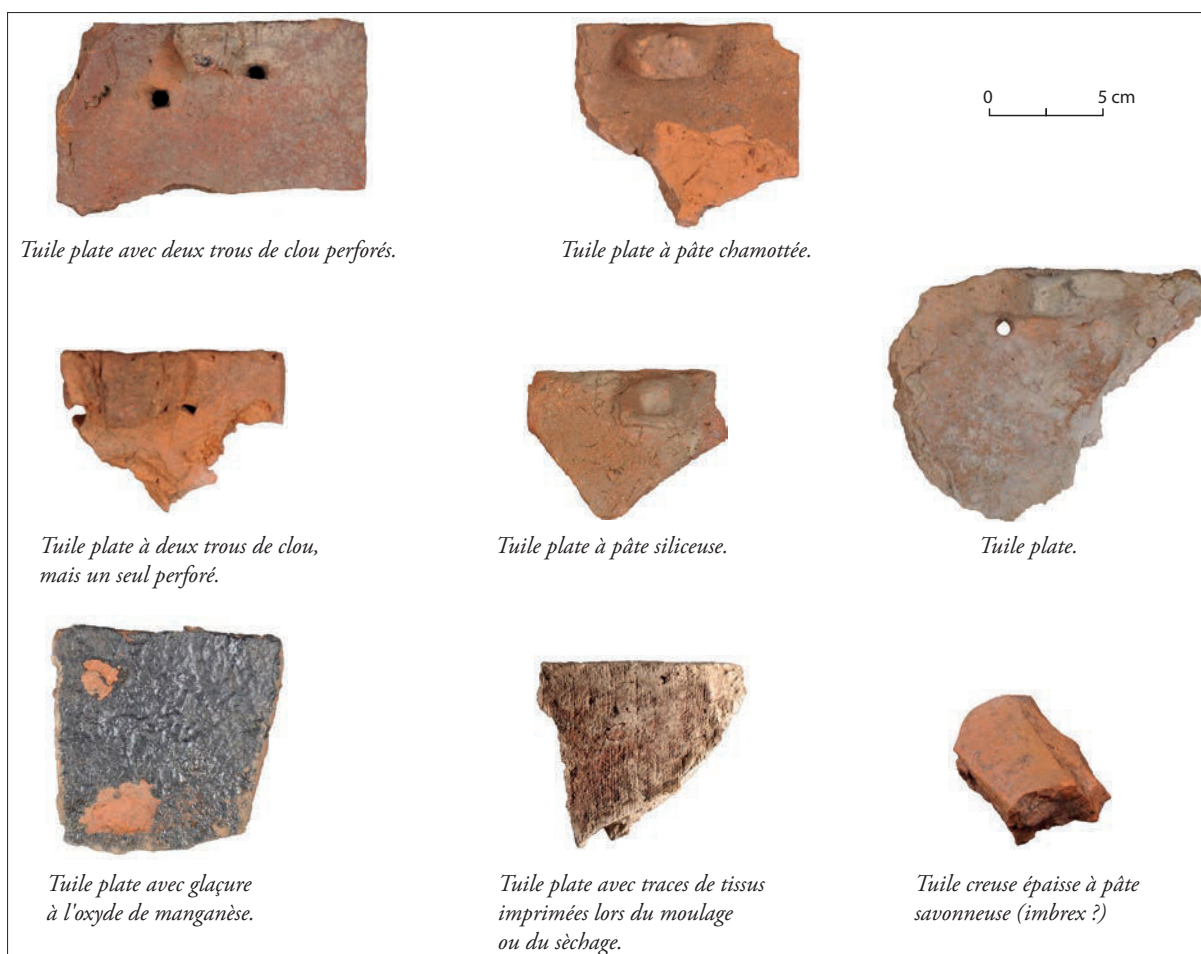 0 5 cm
Tuile plate avec deux trous de clou perforés.
Tuile plate à pâte chamottée.
Tuile plate à deux trous de clou,
mais un seul perforé.
Tuile plate à pâte siliceuse.
Tuile plate.
Tuile plate avec glaçure
à l'oxyde de manganèse.
Tuile plate avec traces de tissus
imprimées lors du moulage
ou du sèchage.
Tuile creuse épaisse à pâte
savonneuse (imbrex ?)